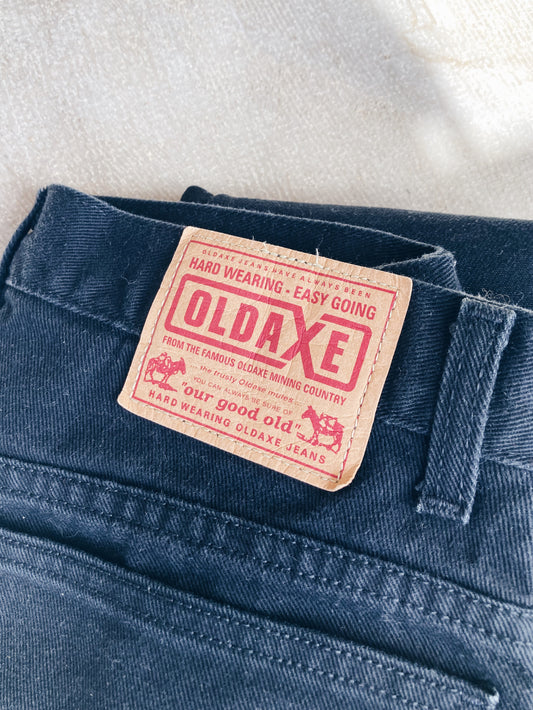 OLDAXE JEANS HAVE ALWAYS BEEN
HARD WEARING - EASY GOING
OLDAXE
FROM THE FAMOUS OLDAXE MINING COUNTRY
...the trusty Oldaxe mules...
YOU CAN ALWAYS BE SURE OF
"our good old"
HARD WEARING OLDAXE JEANS